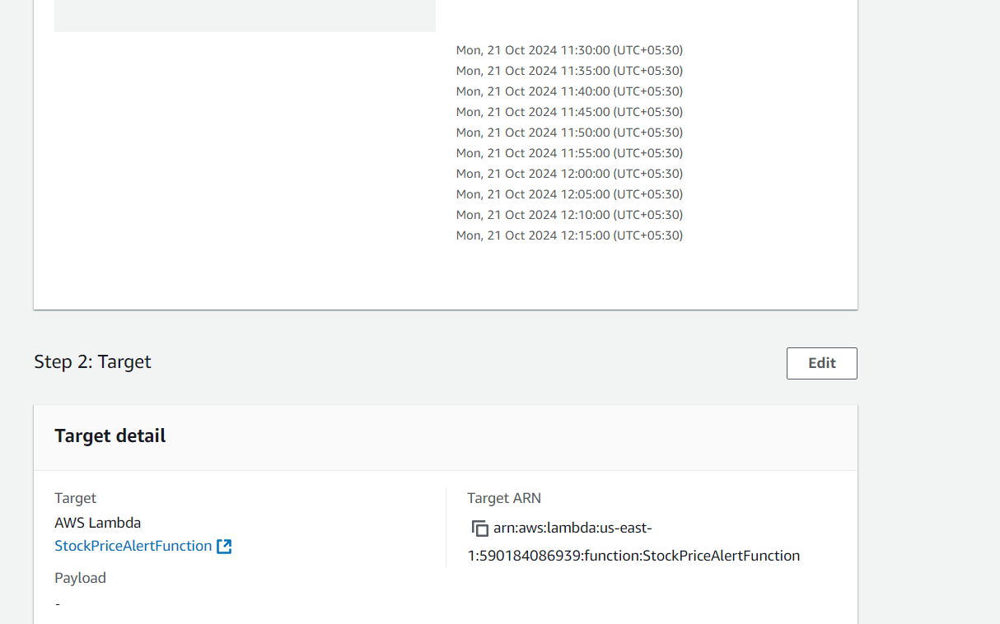 Mon, 21 Oct 2024 11:30:00 (UTC+05:30)
Mon, 21 Oct 2024 11:35:00 (UTC+05:30)
Mon, 21 Oct 2024 11:40:00 (UTC+05:30)
Mon, 21 Oct 2024 11:45:00 (UTC+05:30)
Mon, 21 Oct 2024 11:50:00 (UTC+05:30)
Mon, 21 Oct 2024 11:55:00 (UTC+05:30)
Mon, 21 Oct 2024 12:00:00 (UTC+05:30)
Mon, 21 Oct 2024 12:05:00 (UTC+05:30)
Mon, 21 Oct 2024 12:10:00 (UTC+05:30)
Mon, 21 Oct 2024 12:15:00 (UTC+05:30)
Step 2: Target
Edit
Target detail
Target
AWS Lambda
StockPriceAlertFunction
Payload
-
Target ARN
arn:aws:lambda:us-east-
1:590184086939:function:StockPriceAlertFunction